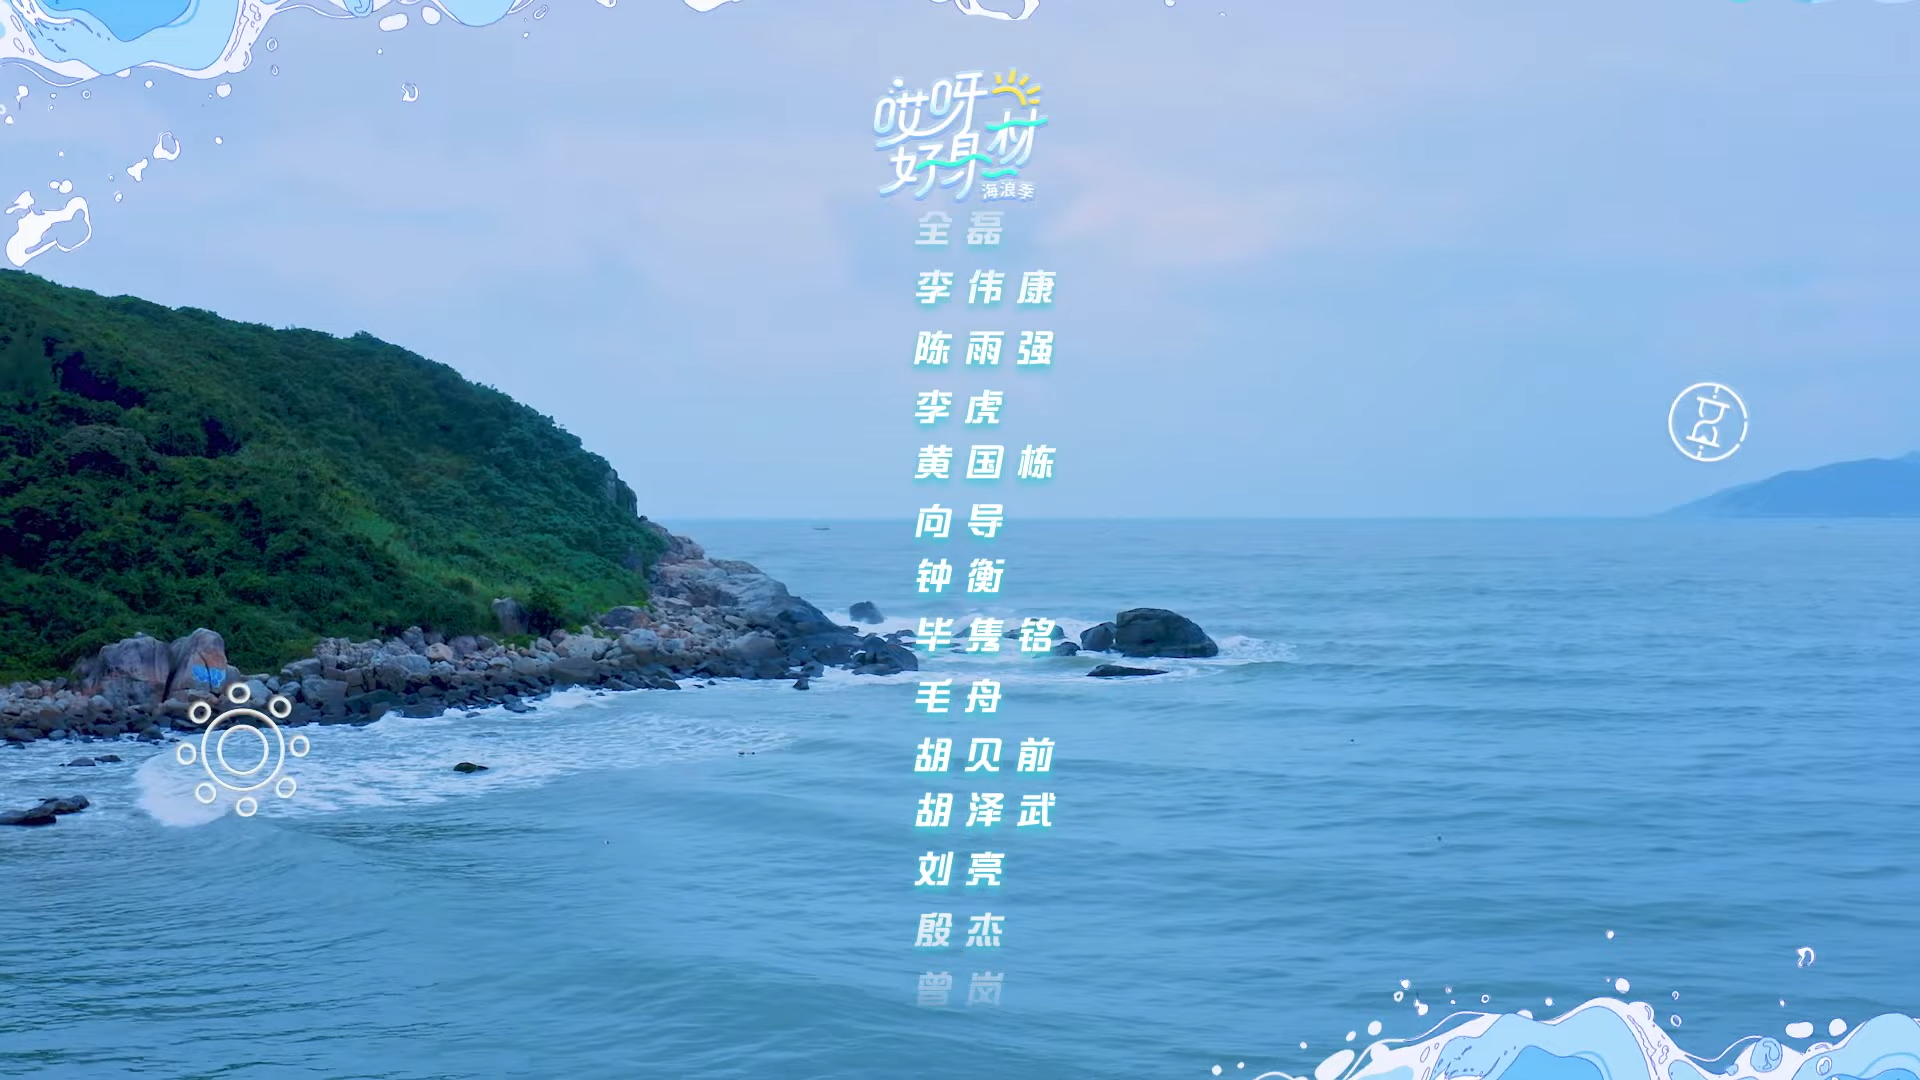 哎呀
好身材
海浪季
全磊
李伟康
陈雨强
李虎
黄国栋
向导
钟衡
毕隽铭
毛舟
胡贝前
胡泽武
刘亮
殷杰
曾岚